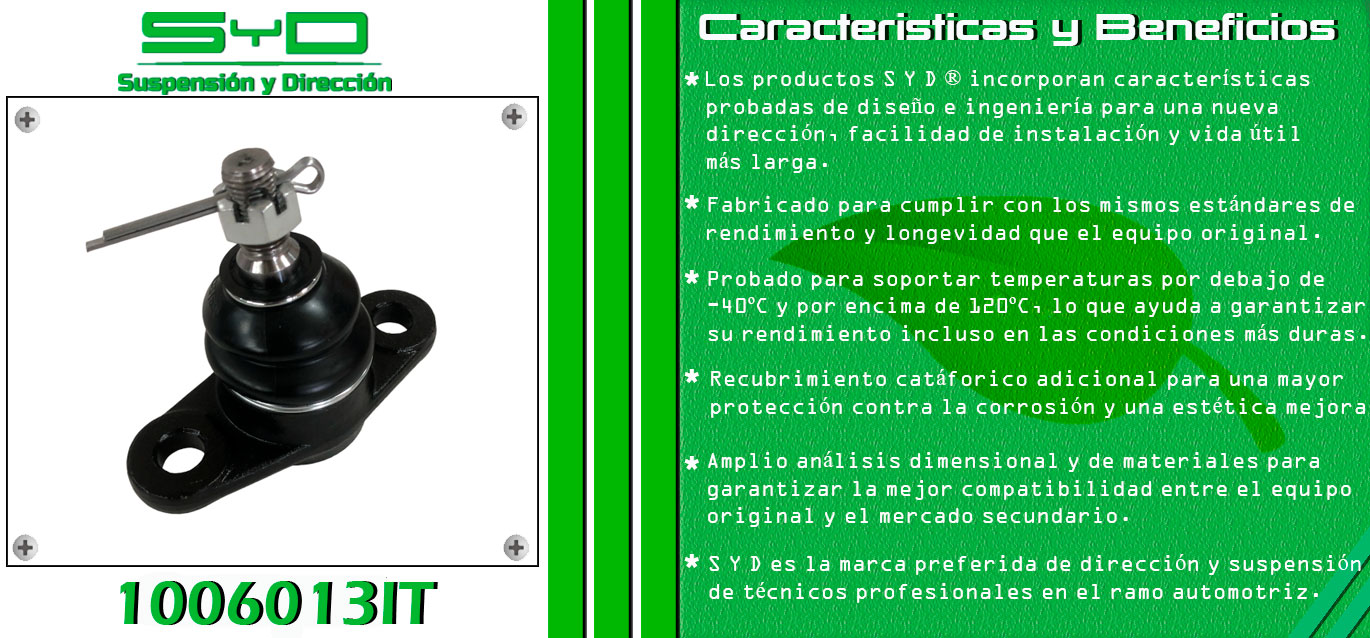 SYD
Suspensión y Dirección
1006013IT
Caracteristicas y Beneficios
* Los productos S Y D ® incorporan características
probadas de diseño e ingeniería para una nueva
dirección, facilidad de instalación y vida útil
más larga.
* Fabricado para cumplir con los mismos estándares de
rendimiento y longevidad que el equipo original.
* Probado para soportar temperaturas por debajo de
-40°C y por encima de 120°C, lo que ayuda a garantizar
su rendimiento incluso en las condiciones más duras.
* Recubrimiento catáforico adicional para una mayor
protección contra la corrosión y una estética mejora
* Amplio análisis dimensional y de materiales para
garantizar la mejor compatibilidad entre el equipo
original y el mercado secundario.
* S Y D es la marca preferida de dirección y suspensión
de técnicos profesionales en el ramo automotriz.